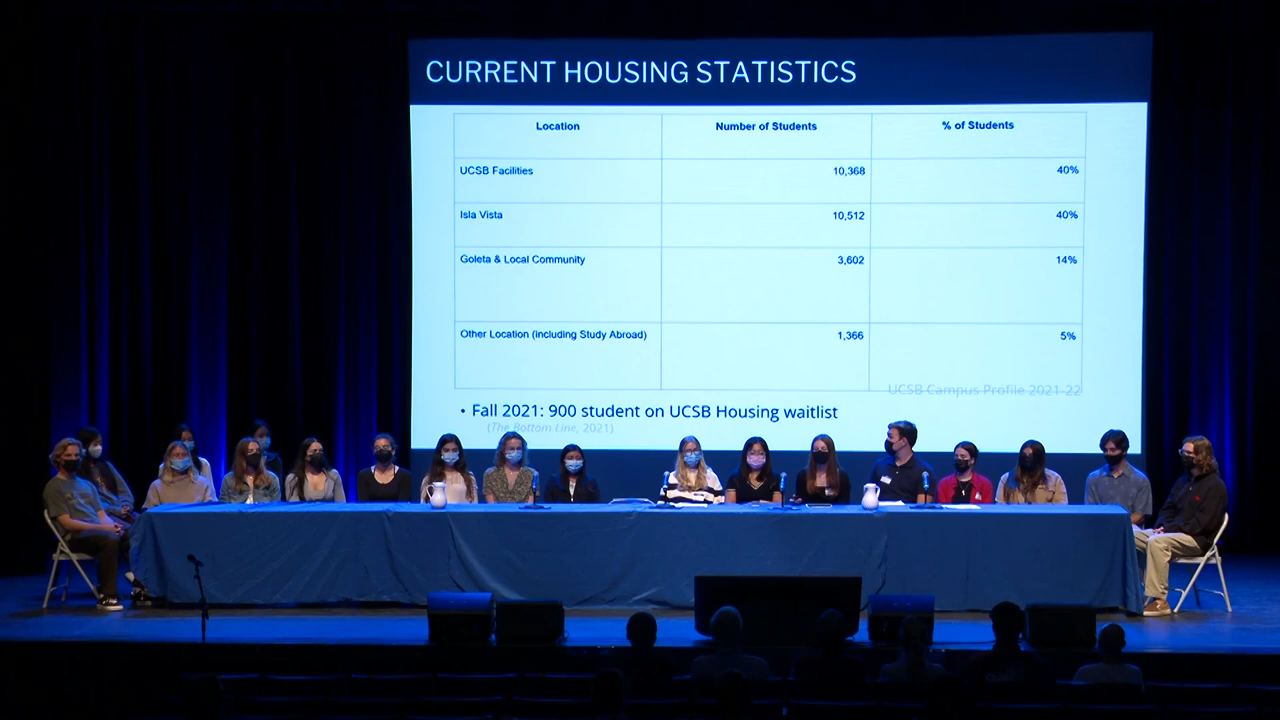 CURRENT HOUSING STATISTICS
Location Number of Students % of Students
UCSB Facilities 10,368 40%
Isla Vista 10,512 40%
Goleta & Local Community 3,602 14%
Other Location (including Study Abroad) 1,366 5%
UCSB Campus Profile 2021-22
• Fall 2021: 900 student on UCSB Housing waitlist
(The Bottom Line, 2021)